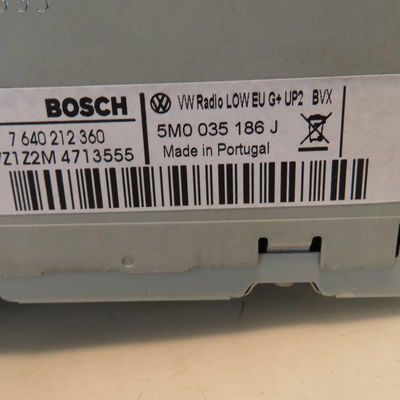 BOSCH
7 640 212 360
VZ1Z2M 4713555
VW Radio LOW EU G+ UP2 BVX
5M0 035 186 J
Made in Portugal